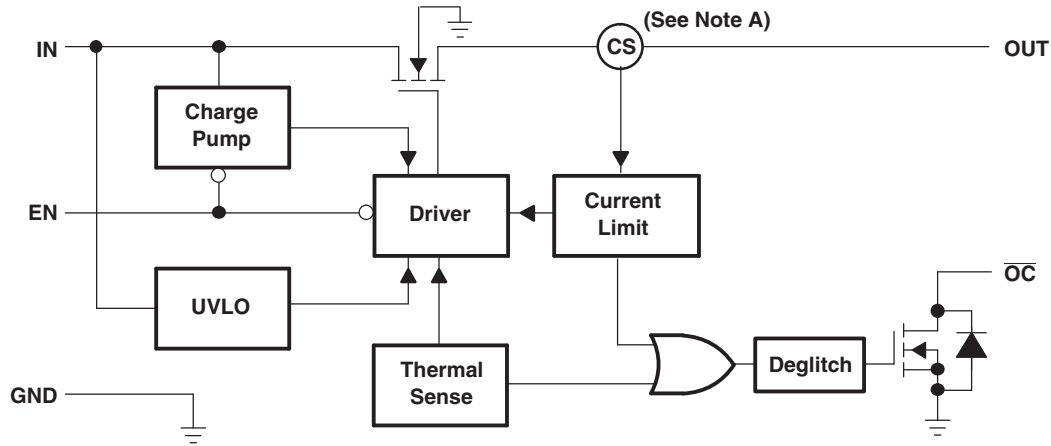 (See Note A)
IN
CS
OUT
Charge
Pump
EN
Driver
Current
Limit
UVLO
OC
Thermal
Sense
Deglitch
GND